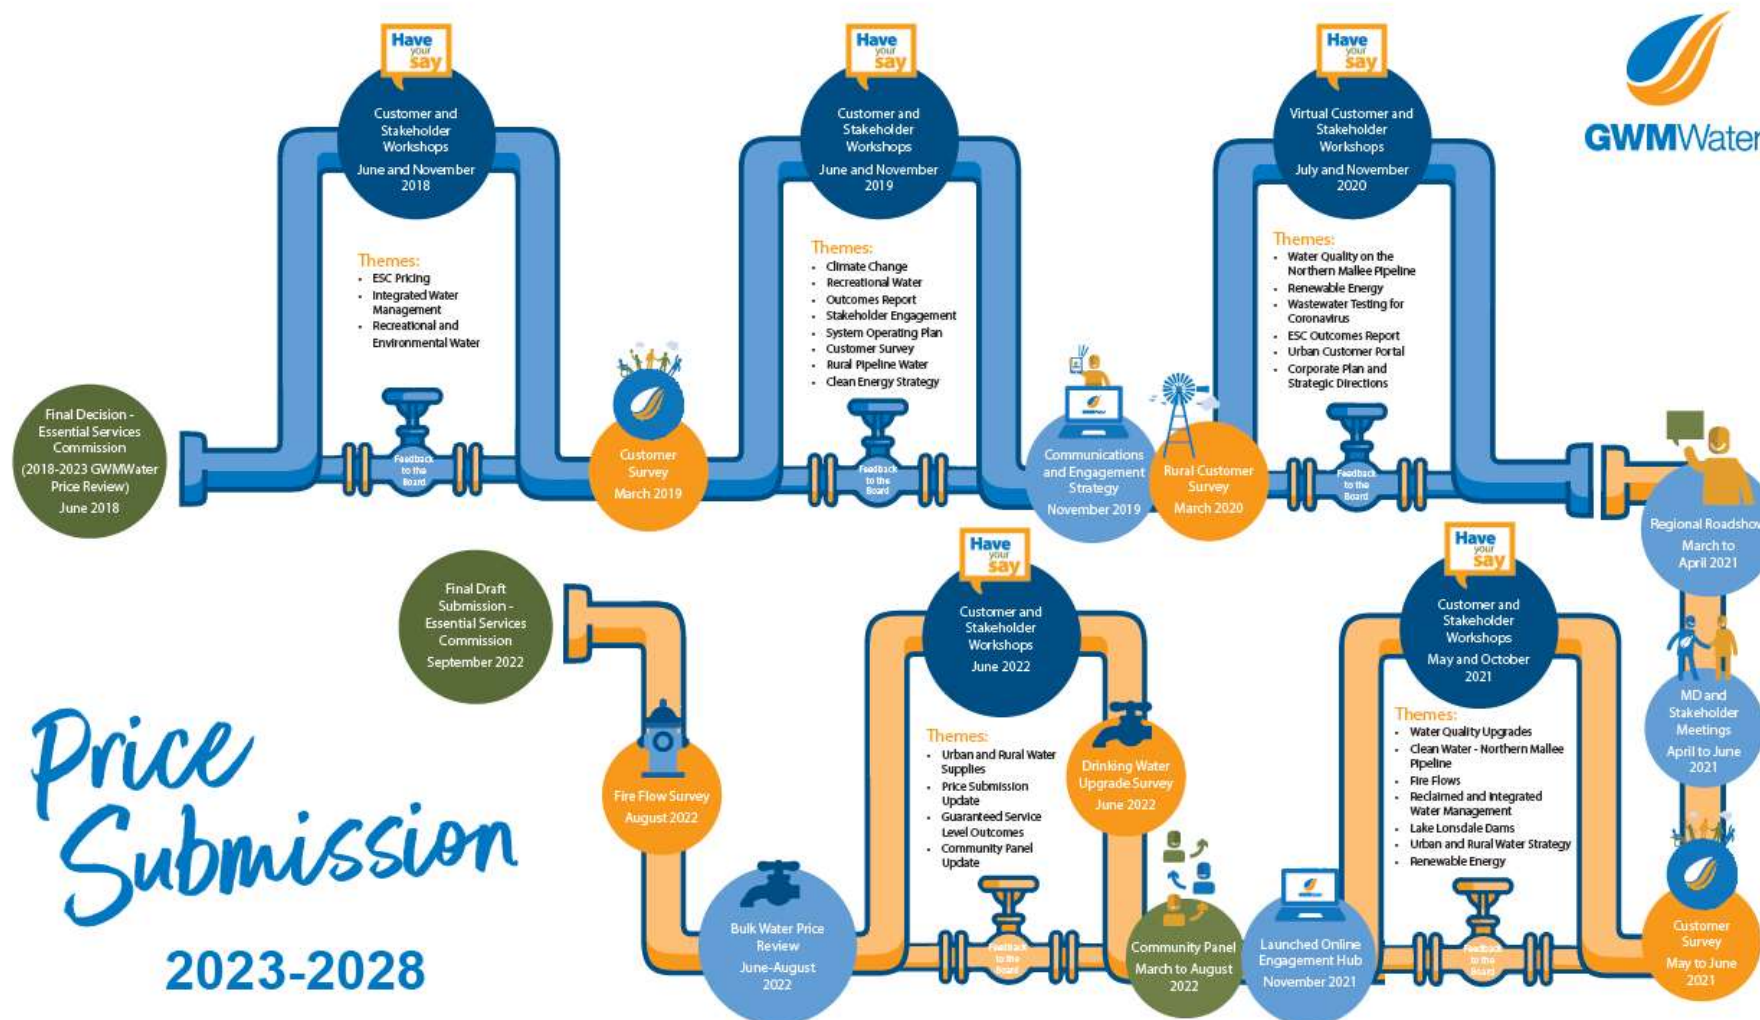 Have
your
say
Customer and
Stakeholder
Workshops
June and November
2018
Themes:
• ESC Pricing
• Integrated Water
Management
• Recreational and
Environmental Water
Have
your
say
Customer and
Stakeholder
Workshops
June and November
2019
Themes:
• Climate Change
• Recreational Water
• Outcomes Report
• Stakeholder Engagement
• System Operating Plan
• Customer Survey
• Rural Pipeline Water
• Clean Energy Strategy
Have
your
say
Virtual Customer and
Stakeholder
Workshops
July and November
2020
Themes:
• Water Quality on the
Northern Mallee Pipeline
• Renewable Energy
• Wastewater Testing for
Coronavirus
• ESC Outcomes Report
• Urban Customer Portal
• Corporate Plan and
Strategic Directions
GWMWater
Final Decision -
Essential Services
Commission
(2018-2023 GWMWater
Price Review)
June 2018
Feedback
to the
Board
Customer
Survey
March 2019
Feedback
to the
Board
Communications
and Engagement
Strategy
November 2019
Rural Customer
Survey
March 2020
Feedback
to the
Board
Regional Roadshow
March to
April 2021
MD and
Stakeholder
Meetings
April to June
2021
Customer
Survey
May to June
2021
Have
your
say
Customer and
Stakeholder
Workshops
May and October
2021
Themes:
• Water Quality Upgrades
• Clean Water - Northern Mallee
Pipeline
• Fire Flows
• Reclaimed and Integrated
Water Management
• Lake Lonsdale Dams
• Urban and Rural Water Strategy
• Renewable Energy
Feedback
to the
Board
Launched Online
Engagement Hub
November 2021
Community Panel
March to August
2022
Drinking Water
Upgrade Survey
June 2022
Have
your
say
Customer and
Stakeholder
Workshops
June 2022
Themes:
• Urban and Rural Water
Supplies
• Price Submission
Update
• Guaranteed Service
Level Outcomes
• Community Panel
Update
Feedback
to the
Board
Bulk Water Price
Review
June-August
2022
Fire Flow Survey
August 2022
Final Draft
Submission -
Essential Services
Commission
September 2022
Price
Submission
2023-2028